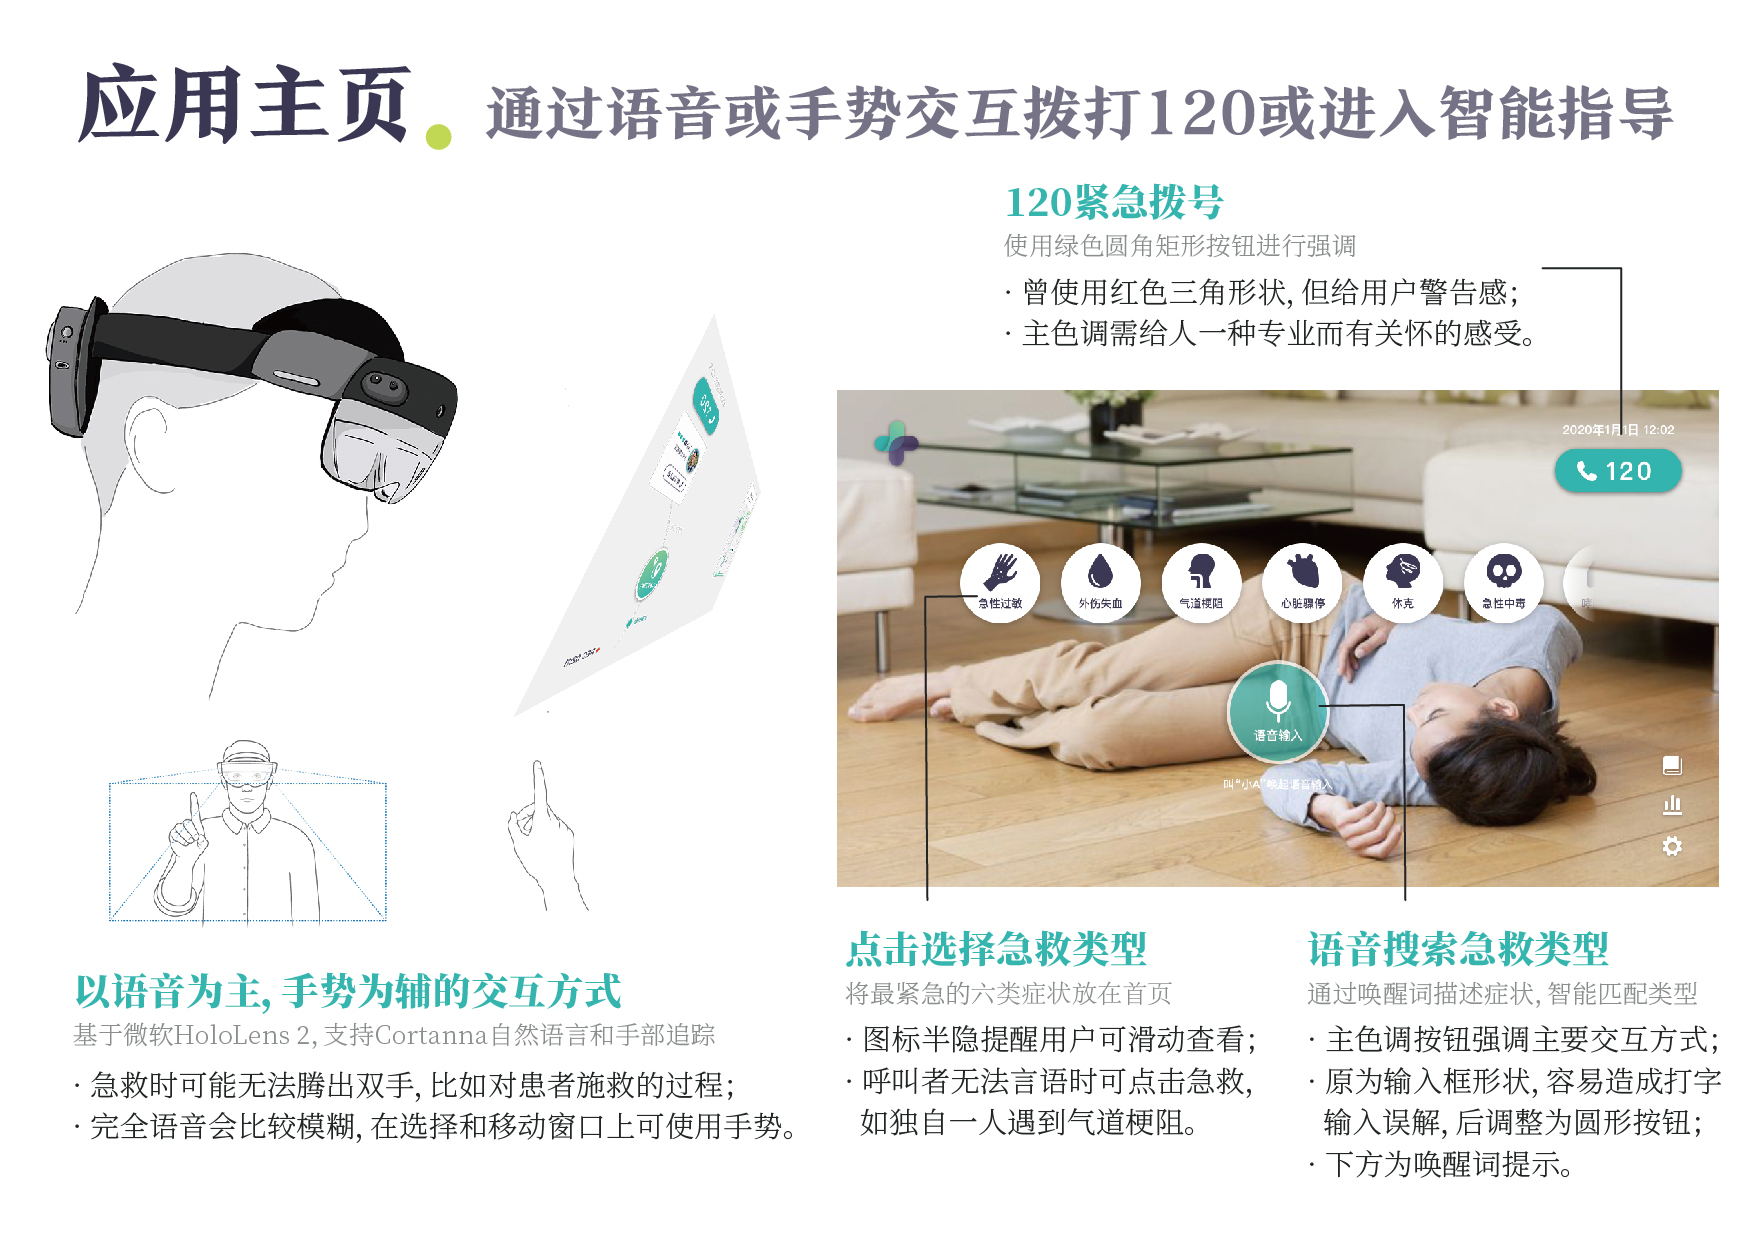 应用主页
通过语音或手势交互拨打120或进入智能指导
120紧急拨号
使用绿色圆角矩形按钮进行强调
· 曾使用红色三角形状, 但给用户警告感；
· 主色调需给人一种专业而有关怀的感受。
2020年1月1日 12:02
120
急性过敏
外伤失血
气道梗阻
心脏骤停
休克
急性中毒
语音输入
叫“小A”唤起语音输入
以语音为主, 手势为辅的交互方式
基于微软HoloLens 2, 支持Cortanna自然语言和手部追踪
· 急救时可能无法腾出双手, 比如对患者施救的过程；
· 完全语音会比较模糊, 在选择和移动窗口上可使用手势。
点击选择急救类型
将最紧急的六类症状放在首页
· 图标半隐提醒用户可滑动查看；
· 呼叫者无法言语时可点击急救,
如独自一人遇到气道梗阻。
语音搜索急救类型
通过唤醒词描述症状, 智能匹配类型
· 主色调按钮强调主要交互方式；
· 原为输入框形状, 容易造成打字
输入误解, 后调整为圆形按钮；
· 下方为唤醒词提示。